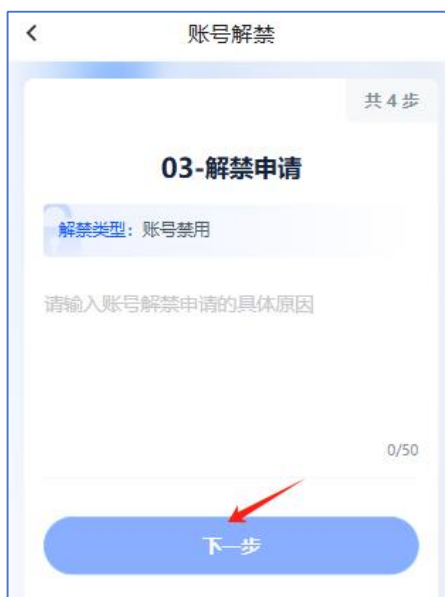 账号解禁
共4步
03-解禁申请
解禁类型：账号禁用
请输入账号解禁申请的具体原因
0/50
下一步